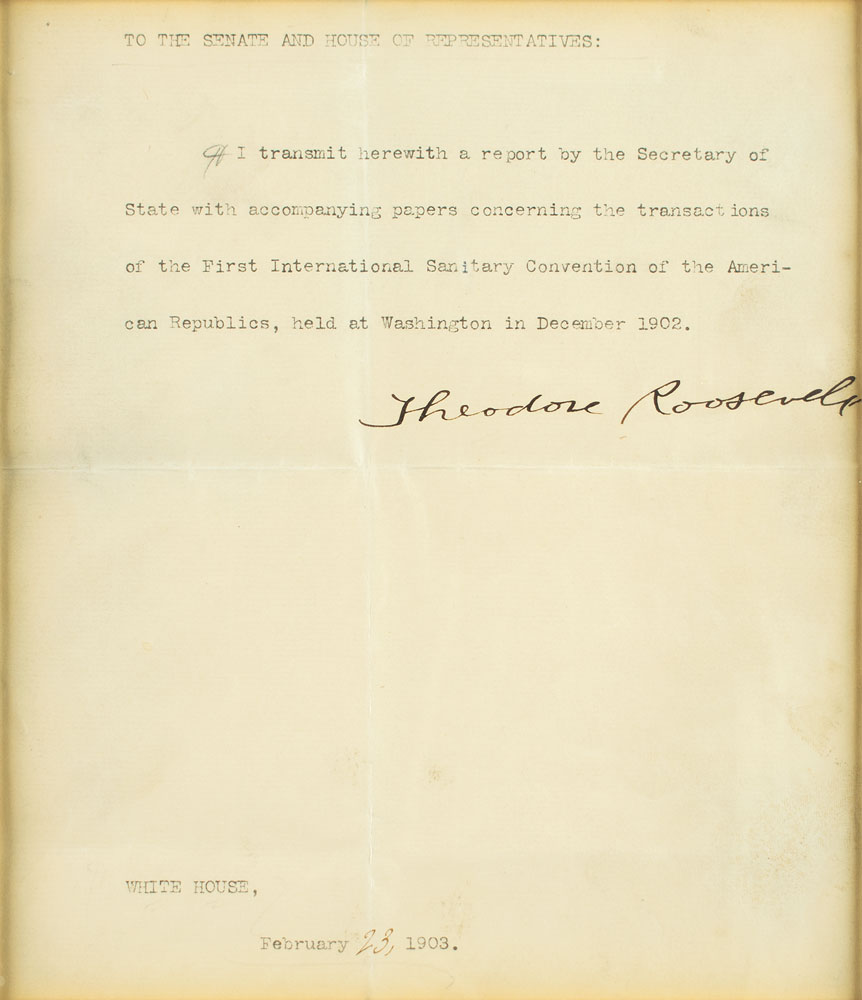 TO THE SENATE AND HOUSE OF REPRESENTATIVES:
¶ I transmit herewith a report by the Secretary of
State with accompanying papers concerning the transactions
of the First International Sanitary Convention of the Ameri-
can Republics, held at Washington in December 1902.
Theodore Roosevelt
WHITE HOUSE,
February 23, 1903.